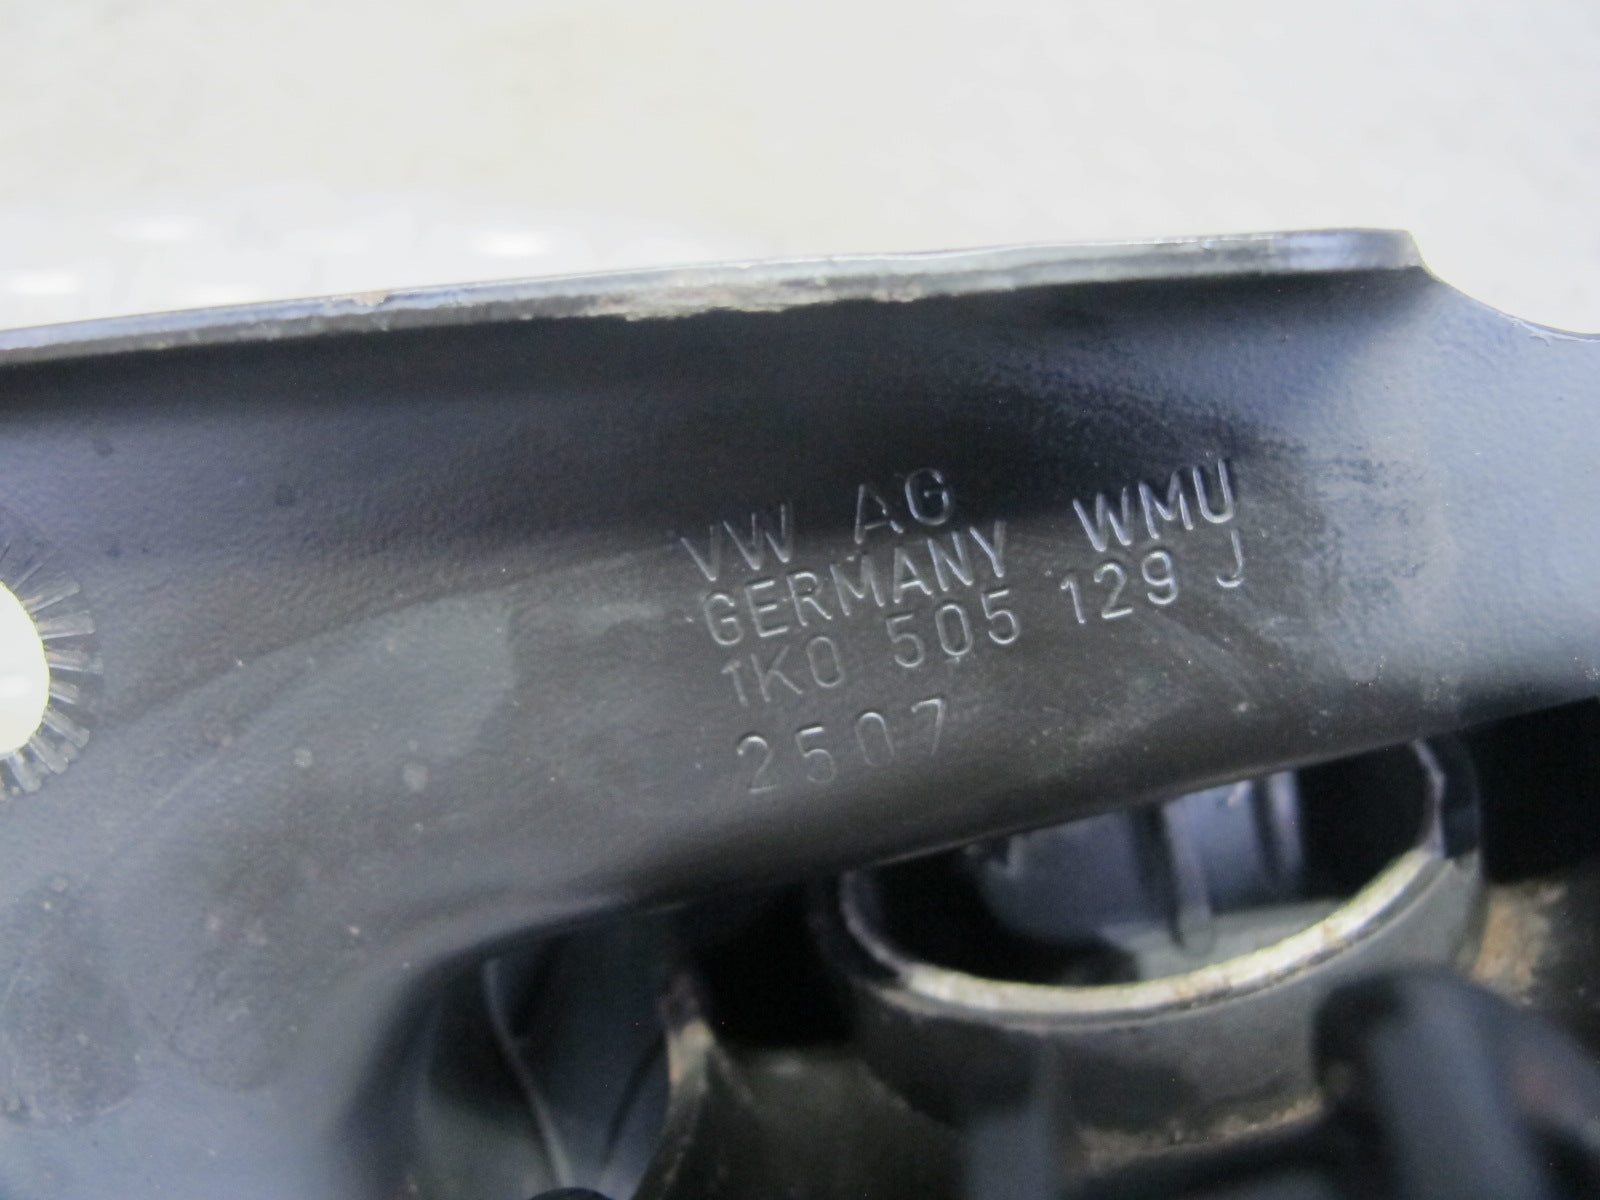 VW AG
GERMANY WMU
1K0 505 129 J
2507